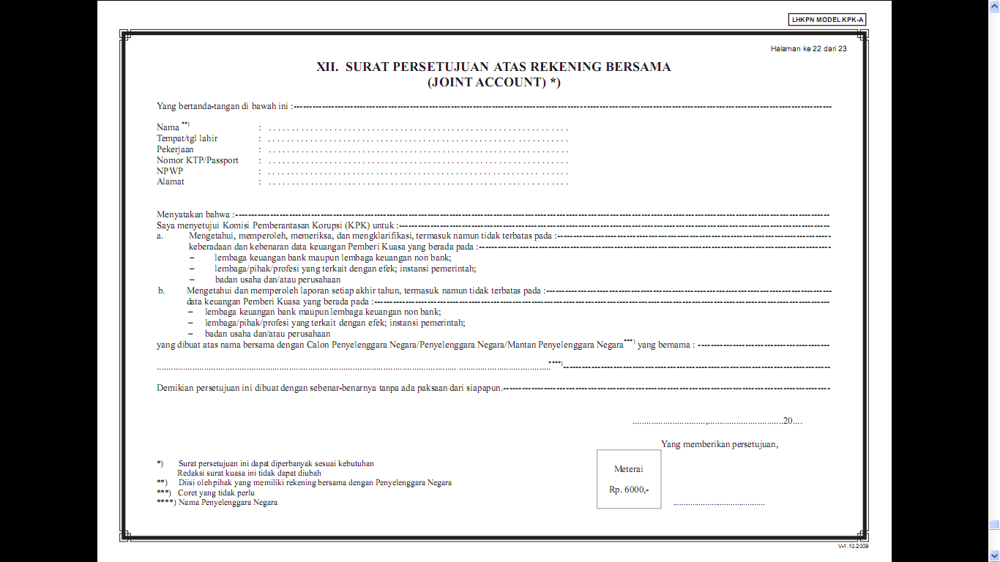 LHKPN MODEL KPK-A
Halaman ke 22 dari 23
XII. SURAT PERSETUJUAN ATAS REKENING BERSAMA
(JOINT ACCOUNT) *)
Yang bertanda-tangan di bawah ini :
Nama **) :
Tempat/tgl lahir :
Pekerjaan :
Nomor KTP/Passport :
NPWP :
Alamat :
Menyatakan bahwa :
Saya menyetujui Komisi Pemberantasan Korupsi (KPK) untuk :
a. Mengetahui, memperoleh, memeriksa, dan mengklarifikasi, termasuk namun tidak terbatas pada :
keberadaan dan kebenaran data keuangan Pemberi Kuasa yang berada pada :
– lembaga keuangan bank maupun lembaga keuangan non bank;
– lembaga/pihak/profesi yang terkait dengan efek; instansi pemerintah;
– badan usaha dan/atau perusahaan
b. Mengetahui dan memperoleh laporan setiap akhir tahun, termasuk namun tidak terbatas pada :
data keuangan Pemberi Kuasa yang berada pada :
– lembaga keuangan bank maupun lembaga keuangan non bank;
– lembaga/pihak/profesi yang terkait dengan efek; instansi pemerintah;
– badan usaha dan/atau perusahaan
yang dibuat atas nama bersama dengan Calon Penyelenggara Negara/Penyelenggara Negara/Mantan Penyelenggara Negara***) yang bernama :
****)
Demikian persetujuan ini dibuat dengan sebenar-benarnya tanpa ada paksaan dari siapapun.
..............................,...............................20....
Yang memberikan persetujuan,
Meterai
Rp. 6000,-
*) Surat persetujuan ini dapat diperbanyak sesuai kebutuhan
Redaksi surat kuasa ini tidak dapat diubah
**) Diisi oleh pihak yang memiliki rekening bersama dengan Penyelenggara Negara
***) Coret yang tidak perlu
****) Nama Penyelenggara Negara
V-1.10.2009